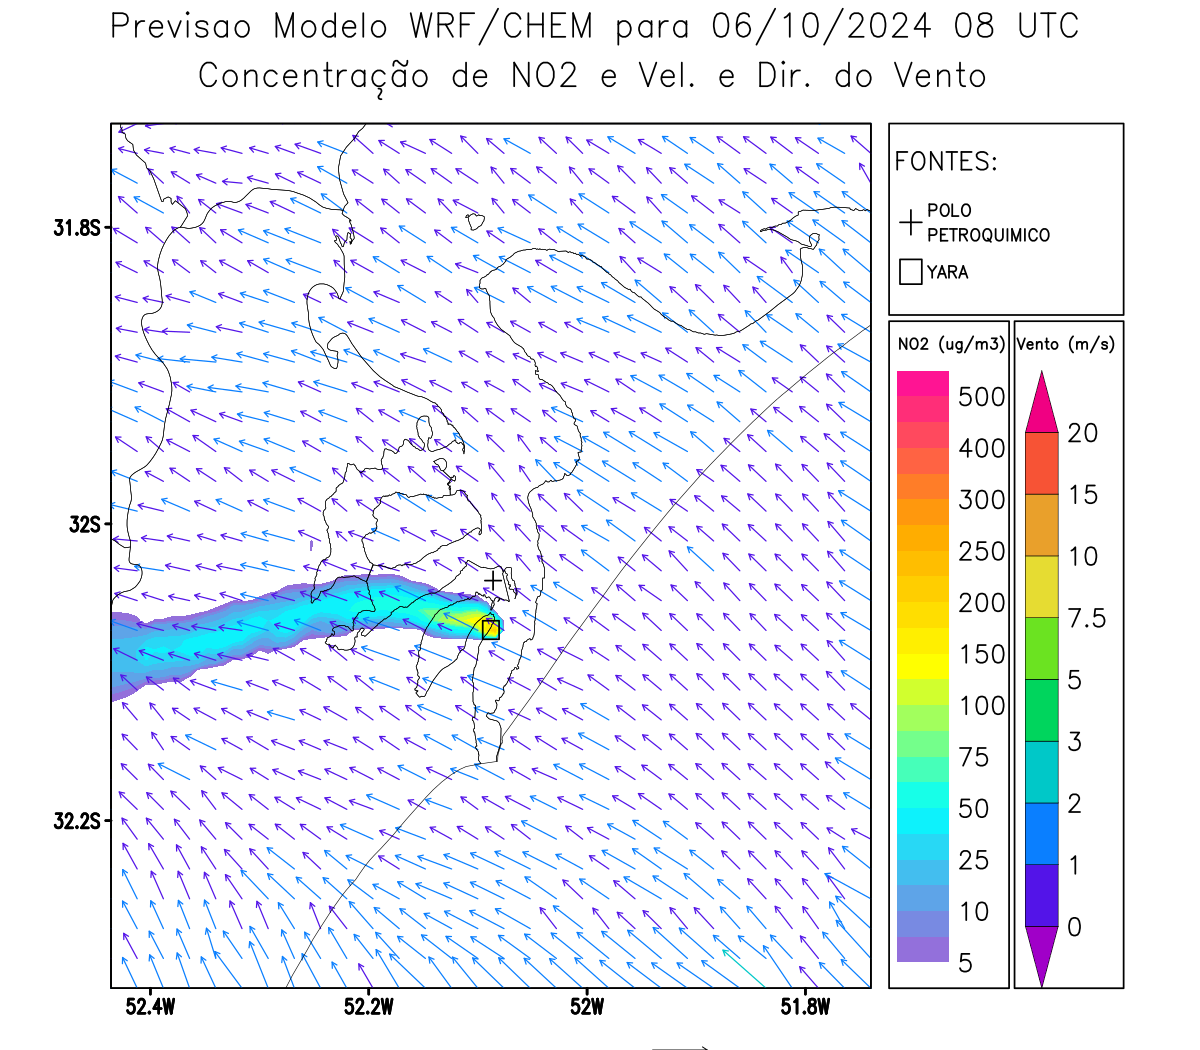 Previsao Modelo WRF/CHEM para 06/10/2024 08 UTC
Concentração de NO2 e Vel. e Dir. do Vento
FONTES:
POLO
PETROQUIMICO
YARA
NO2 (ug/m3)
500
400
300
250
200
150
100
75
50
25
10
5
Vento (m/s)
20
15
10
7.5
5
3
2
1
0
31.8S
32S
32.2S
52.4W
52.2W
52W
51.8W